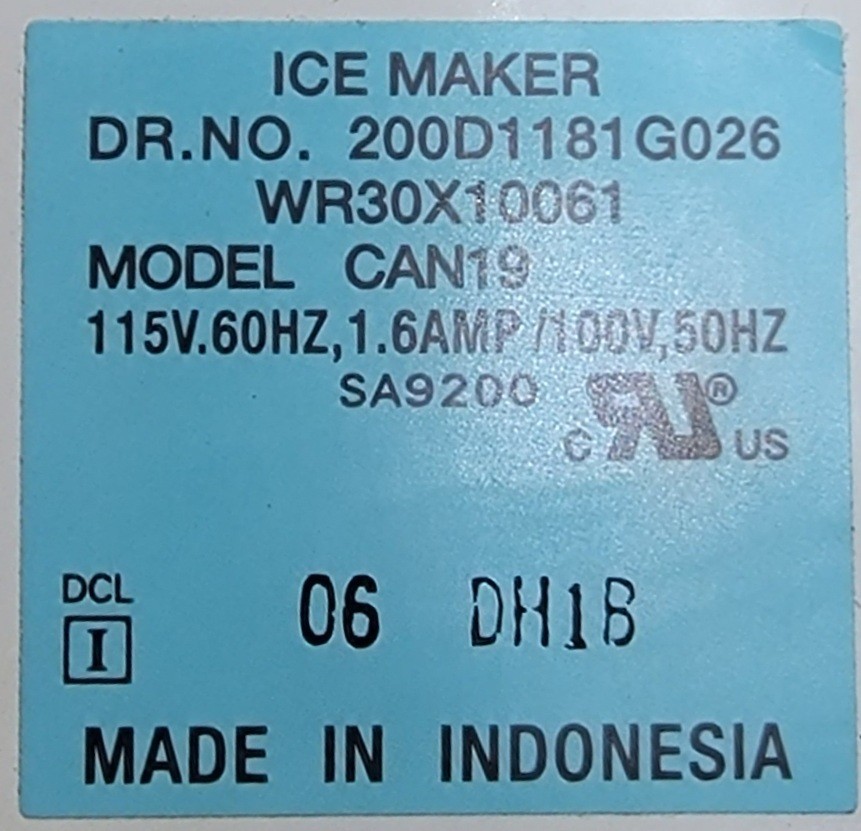 ICE MAKER
DR.NO. 200D1181G026
WR30X10061
MODEL CAN19
115V.60HZ,1.6AMP/100V,50HZ
SA9200
C RU® US
DCL
I
06 DH1B
MADE IN INDONESIA